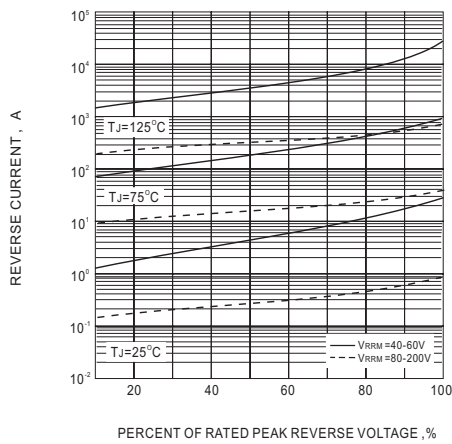 10⁵
10⁴
10³
10²
10¹
10⁰
10⁻¹
10⁻²
REVERSE CURRENT , A
TJ=125°C
TJ=75°C
TJ=25°C
VRRM =40-60V
VRRM =80-200V
20 40 60 80 100
PERCENT OF RATED PEAK REVERSE VOLTAGE ,%